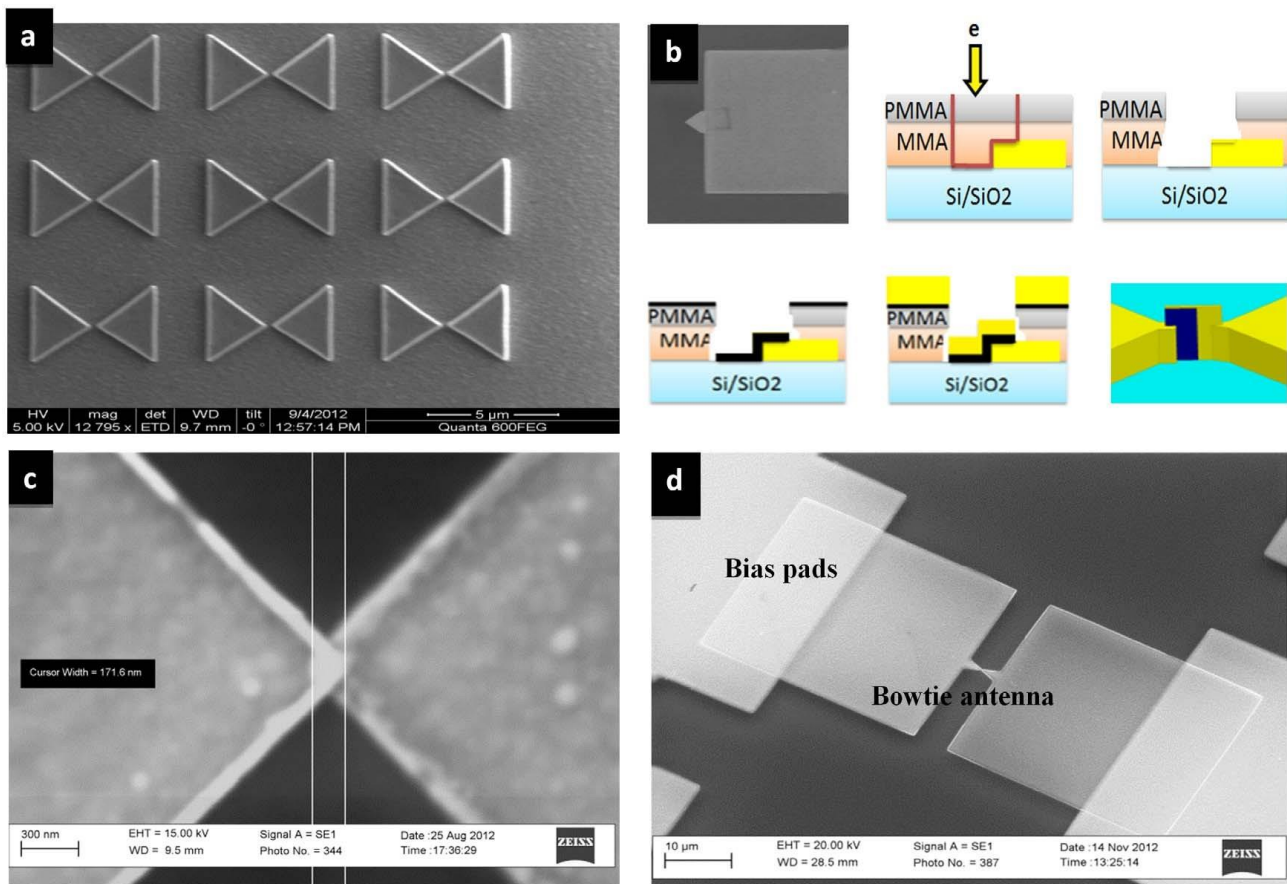 a
HV mag det WD tilt 9/4/2012 5 µm
5.00 kV 12 795 x ETD 9.7 mm -0 ° 12:57:14 PM Quanta 600FEG
b
e
PMMA
MMA
Si/SiO2
PMMA
MMA
Si/SiO2
PMMA
MMA
Si/SiO2
PMMA
MMA
Si/SiO2
c
Cursor Width = 171.6 nm
300 nm EHT = 15.00 kV Signal A = SE1 Date :25 Aug 2012
WD = 9.5 mm Photo No. = 344 Time :17:36:29
ZEISS
d
Bias pads
Bowtie antenna
10 µm EHT = 20.00 kV Signal A = SE1 Date :14 Nov 2012
WD = 28.5 mm Photo No. = 387 Time :13:25:14
ZEISS